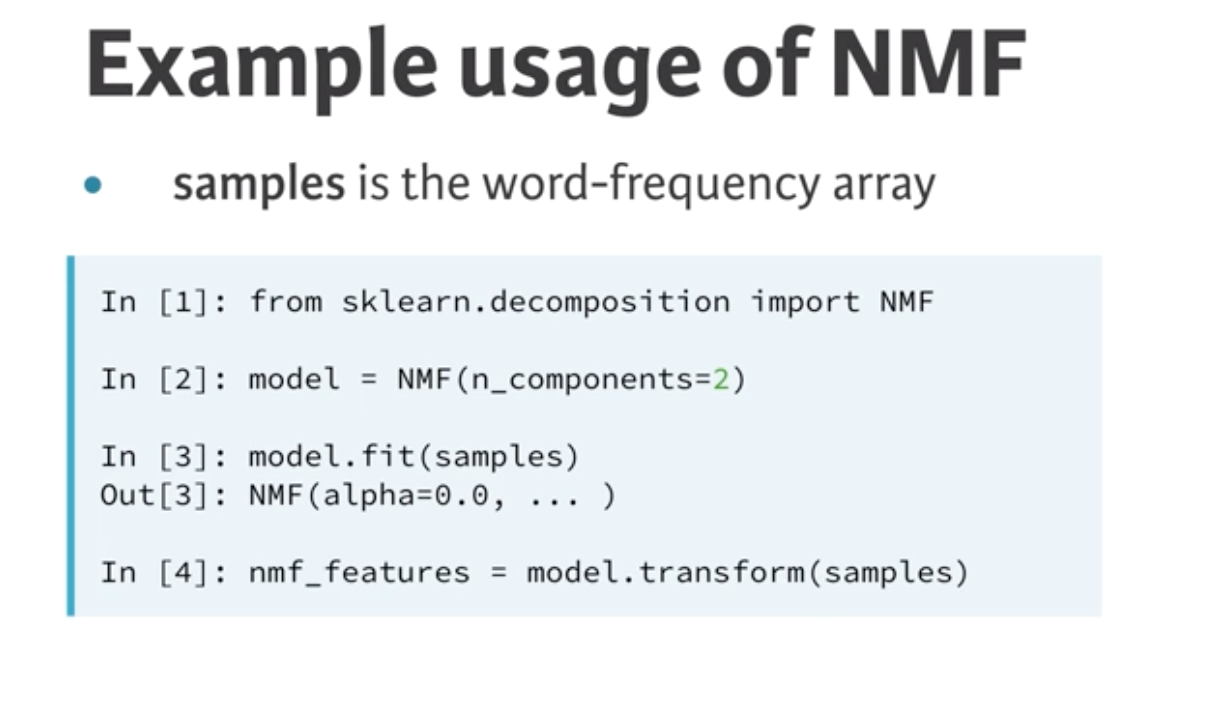 Example usage of NMF
• samples is the word-frequency array
In [1]: from sklearn.decomposition import NMF
In [2]: model = NMF(n_components=2)
In [3]: model.fit(samples)
Out[3]: NMF(alpha=0.0, ... )
In [4]: nmf_features = model.transform(samples)